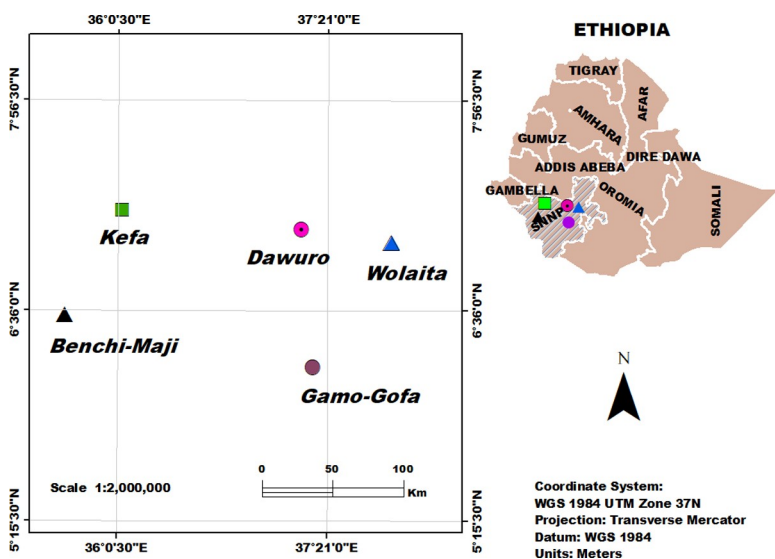 36°0'30"E
37°21'0"E
7°56'30"N
6°36'0"N
5°15'30"N
Kefa
Dawuro
Wolaita
Benchi-Maji
Gamo-Gofa
Scale 1:2,000,000
0 50 100
Km
36°0'30"E
37°21'0"E
7°56'30"N
6°36'0"N
5°15'30"N
ETHIOPIA
TIGRAY
AFAR
AMHARA
GUMUZ
DIRE DAWA
ADDIS ABEBA
GAMBELLA
OROMIA
SNNP
SOMALI
N
Coordinate System:
WGS 1984 UTM Zone 37N
Projection: Transverse Mercator
Datum: WGS 1984
Units: Meters